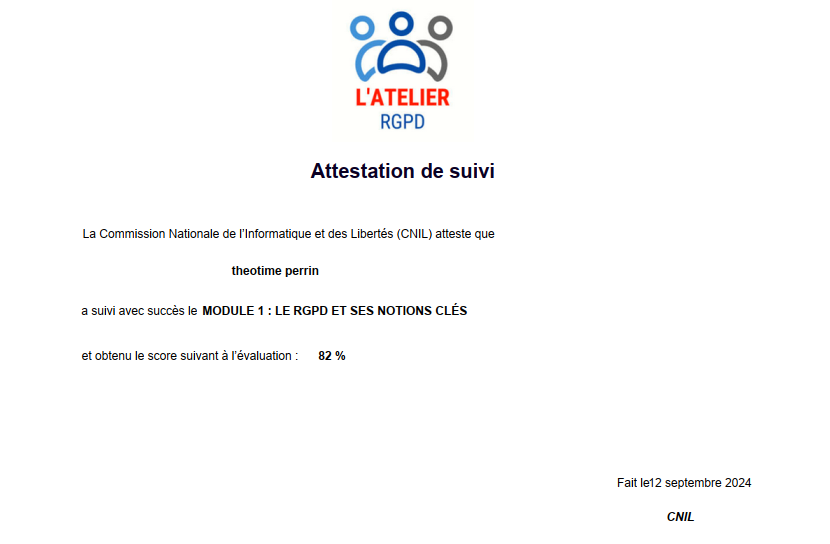 L'ATELIER
RGPD
Attestation de suivi
La Commission Nationale de l'Informatique et des Libertés (CNIL) atteste que
theotime perrin
a suivi avec succès le MODULE 1 : LE RGPD ET SES NOTIONS CLÉS
et obtenu le score suivant à l'évaluation : 82 %
Fait le12 septembre 2024
CNIL